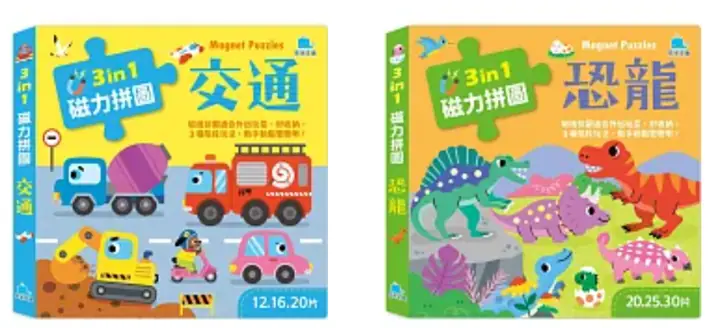 Magnet Puzzles
3 in 1
磁力拼圖
交通
3 in 1 磁力拼圖 交通
12.16.20片
Magnet Puzzles
3 in 1
磁力拼圖
恐龍
3 in 1 磁力拼圖 恐龍
20.25.30片